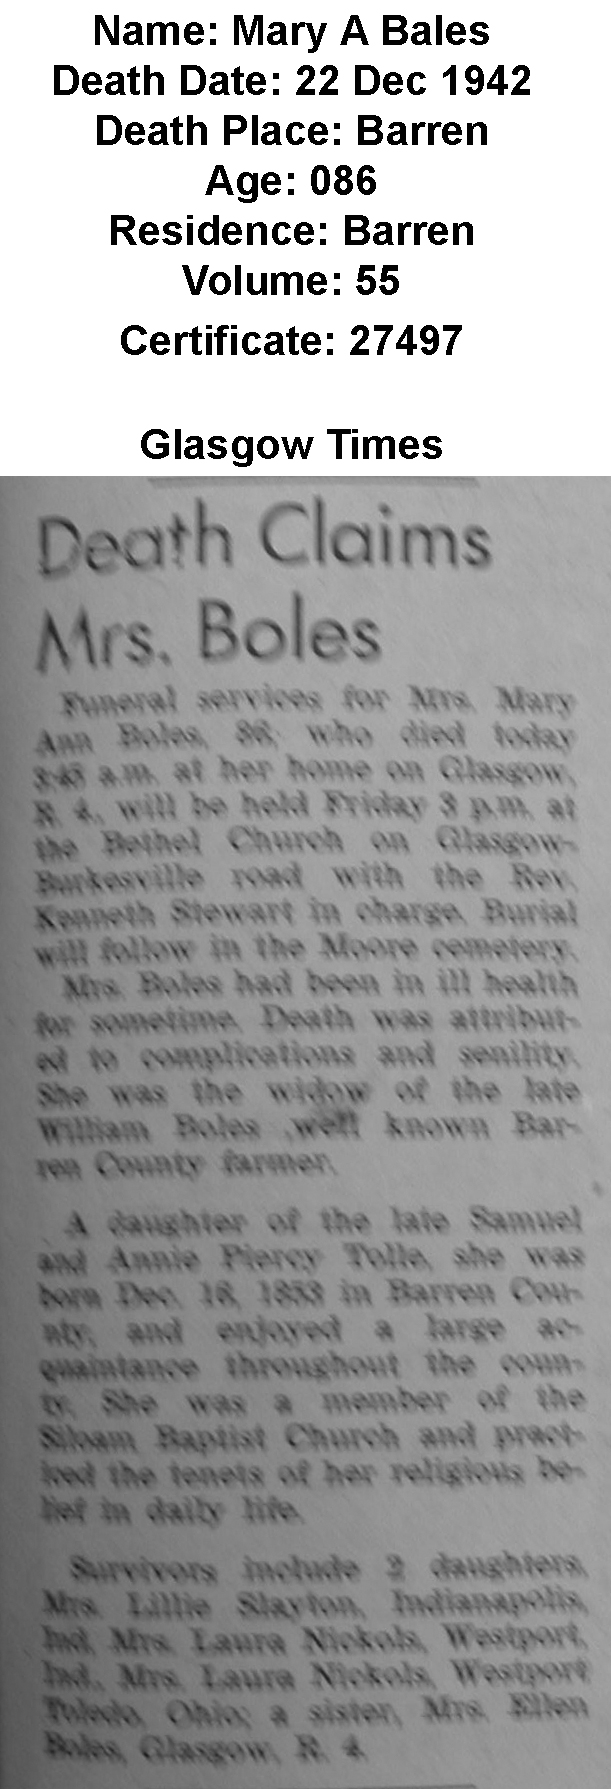 Name: Mary A Bales
Death Date: 22 Dec 1942
Death Place: Barren
Age: 086
Residence: Barren
Volume: 55
Certificate: 27497
Glasgow Times
Death Claims
Mrs. Boles
Funeral services for Mrs. Mary
Ann Boles, 86, who died today
3:45 a.m. at her home on Glasgow,
R. 4., will be held Friday 3 p.m. at
the Bethel Church on Glasgow-
Burkesville road with the Rev.
Kenneth Stewart in charge. Burial
will follow in the Moore cemetery.
Mrs. Boles had been in ill health
for sometime. Death was attribut-
ed to complications and senility.
She was the widow of the late
William Boles ,well known Bar-
ren County farmer.
A daughter of the late Samuel
and Annie Piercy Tolle, she was
born Dec. 16, 1853 in Barren Cou-
nty, and enjoyed a large ac-
quaintance throughout the coun-
ty. She was a member of the
Siloam Baptist Church and pract-
iced the tenets of her religious be-
lief in daily life.
Survivors include 2 daughters,
Mrs. Lillie Slayton, Indianapolis,
Ind. Mrs. Laura Nickols, Westport,
Ind., Mrs. Laura Nickols, Westport
Toledo, Ohio; a sister, Mrs. Ellen
Boles, Glasgow, R. 4.